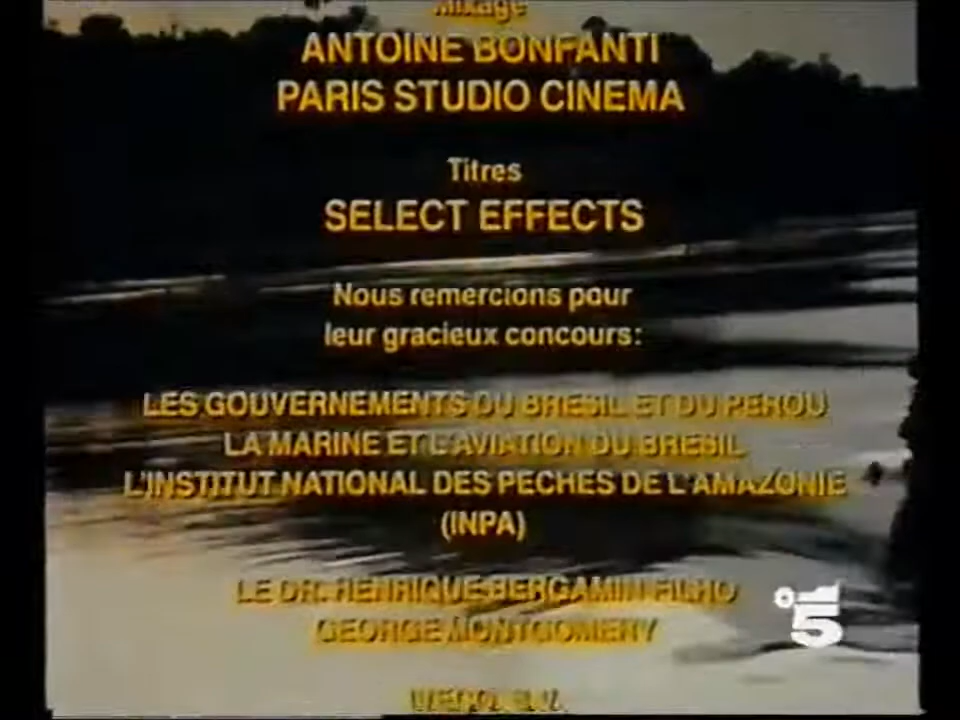 Mixage
ANTOINE BONFANTI
PARIS STUDIO CINEMA
Titres
SELECT EFFECTS
Nous remercions pour
leur gracieux concours:
LES GOUVERNEMENTS DU BRESIL ET DU PEROU
LA MARINE ET L'AVIATION DU BRESIL
L'INSTITUT NATIONAL DES PECHES DE L'AMAZONIE
(INPA)
LE DR. HENRIQUE BERGAMIN FILHO
GEORGE MONTGOMERY
5